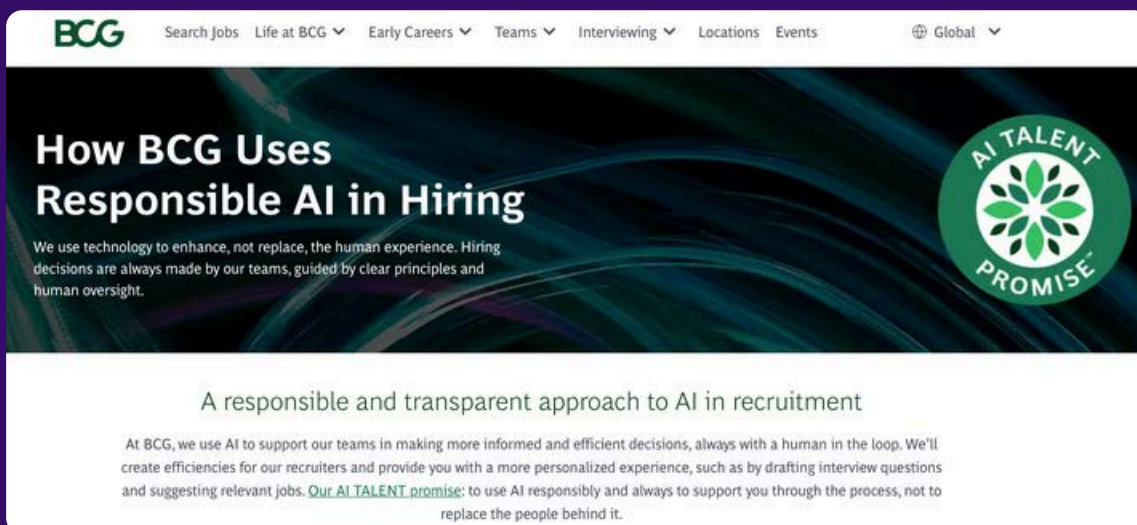 BCG
Search Jobs Life at BCG Early Careers Teams Interviewing Locations Events Global
How BCG Uses
Responsible AI in Hiring
We use technology to enhance, not replace, the human experience. Hiring
decisions are always made by our teams, guided by clear principles and
human oversight.
AI TALENT
PROMISE™
A responsible and transparent approach to AI in recruitment
At BCG, we use AI to support our teams in making more informed and efficient decisions, always with a human in the loop. We'll
create efficiencies for our recruiters and provide you with a more personalized experience, such as by drafting interview questions
and suggesting relevant jobs. Our AI TALENT promise: to use AI responsibly and always to support you through the process, not to
replace the people behind it.